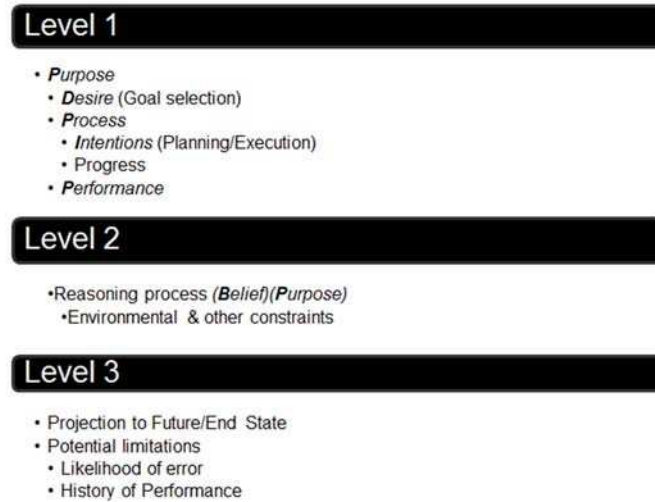 Level 1
• Purpose
• Desire (Goal selection)
• Process
• Intentions (Planning/Execution)
• Progress
• Performance
Level 2
•Reasoning process (Belief)(Purpose)
•Environmental & other constraints
Level 3
• Projection to Future/End State
• Potential limitations
• Likelihood of error
• History of Performance